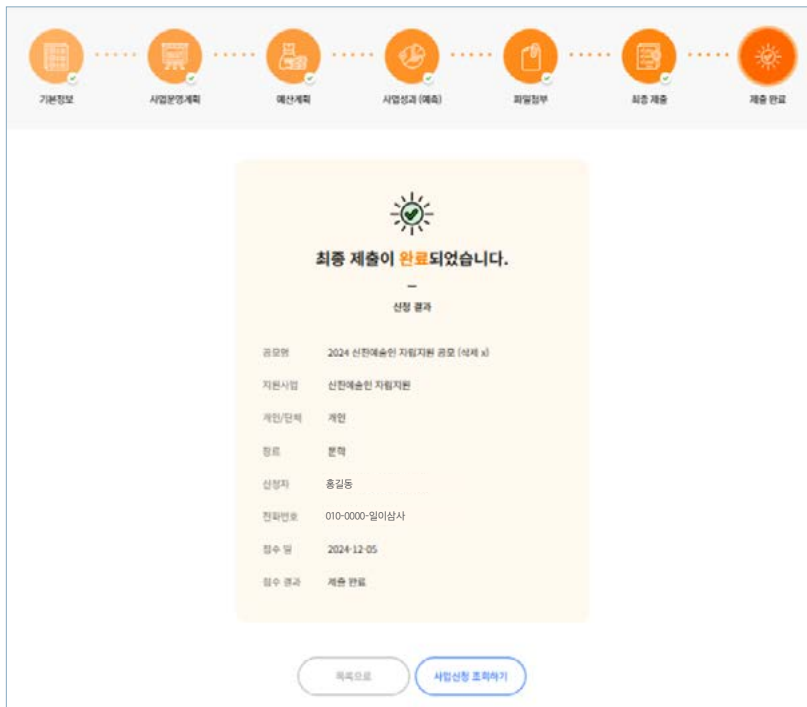 기본정보 사업운영계획 예산계획 사업성과 (예측) 파일첨부 최종 제출 제출 완료
최종 제출이 완료되었습니다.
신청 결과
공모명 2024 신진예술인 자립지원 공모 (삭제 x)
지원사업 신진예술인 자립지원
개인/단체 개인
장르 문학
신청자 홍길동
전화번호 010-0000-일이삼사
접수 일 2024-12-05
접수 결과 제출 완료
목록으로 사업신청 조회하기